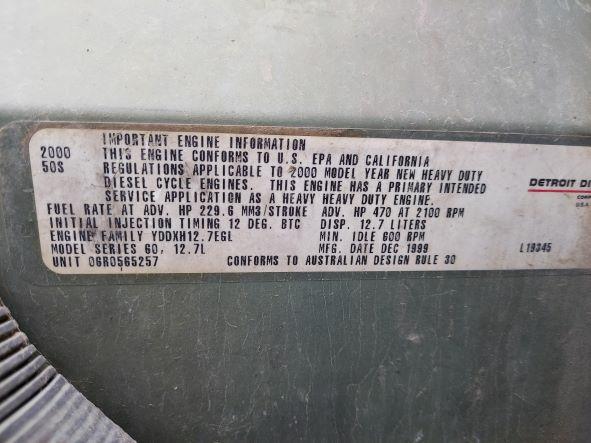 IMPORTANT ENGINE INFORMATION
2000 THIS ENGINE CONFORMS TO U.S. EPA AND CALIFORNIA
50S REGULATIONS APPLICABLE TO 2000 MODEL YEAR NEW HEAVY DUTY
DIESEL CYCLE ENGINES. THIS ENGINE HAS A PRIMARY INTENDED
SERVICE APPLICATION AS A HEAVY HEAVY DUTY ENGINE.
FUEL RATE AT ADV. HP 229.6 MM3/STROKE ADV. HP 470 AT 2100 RPM
INITIAL INJECTION TIMING 12 DEG. BTC DISP. 12.7 LITERS
ENGINE FAMILY YDDXH12.7EGL MIN. IDLE 600 RPM
MODEL SERIES 60, 12.7L MFG. DATE DEC 1999
UNIT 06R0565257 CONFORMS TO AUSTRALIAN DESIGN RULE 30
DETROIT DI
COR
U.S.A
L19345